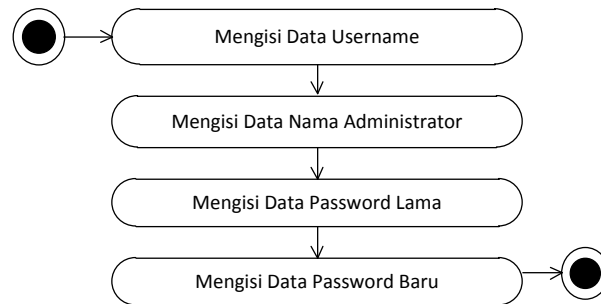 Mengisi Data Username
Mengisi Data Nama Administrator
Mengisi Data Password Lama
Mengisi Data Password Baru